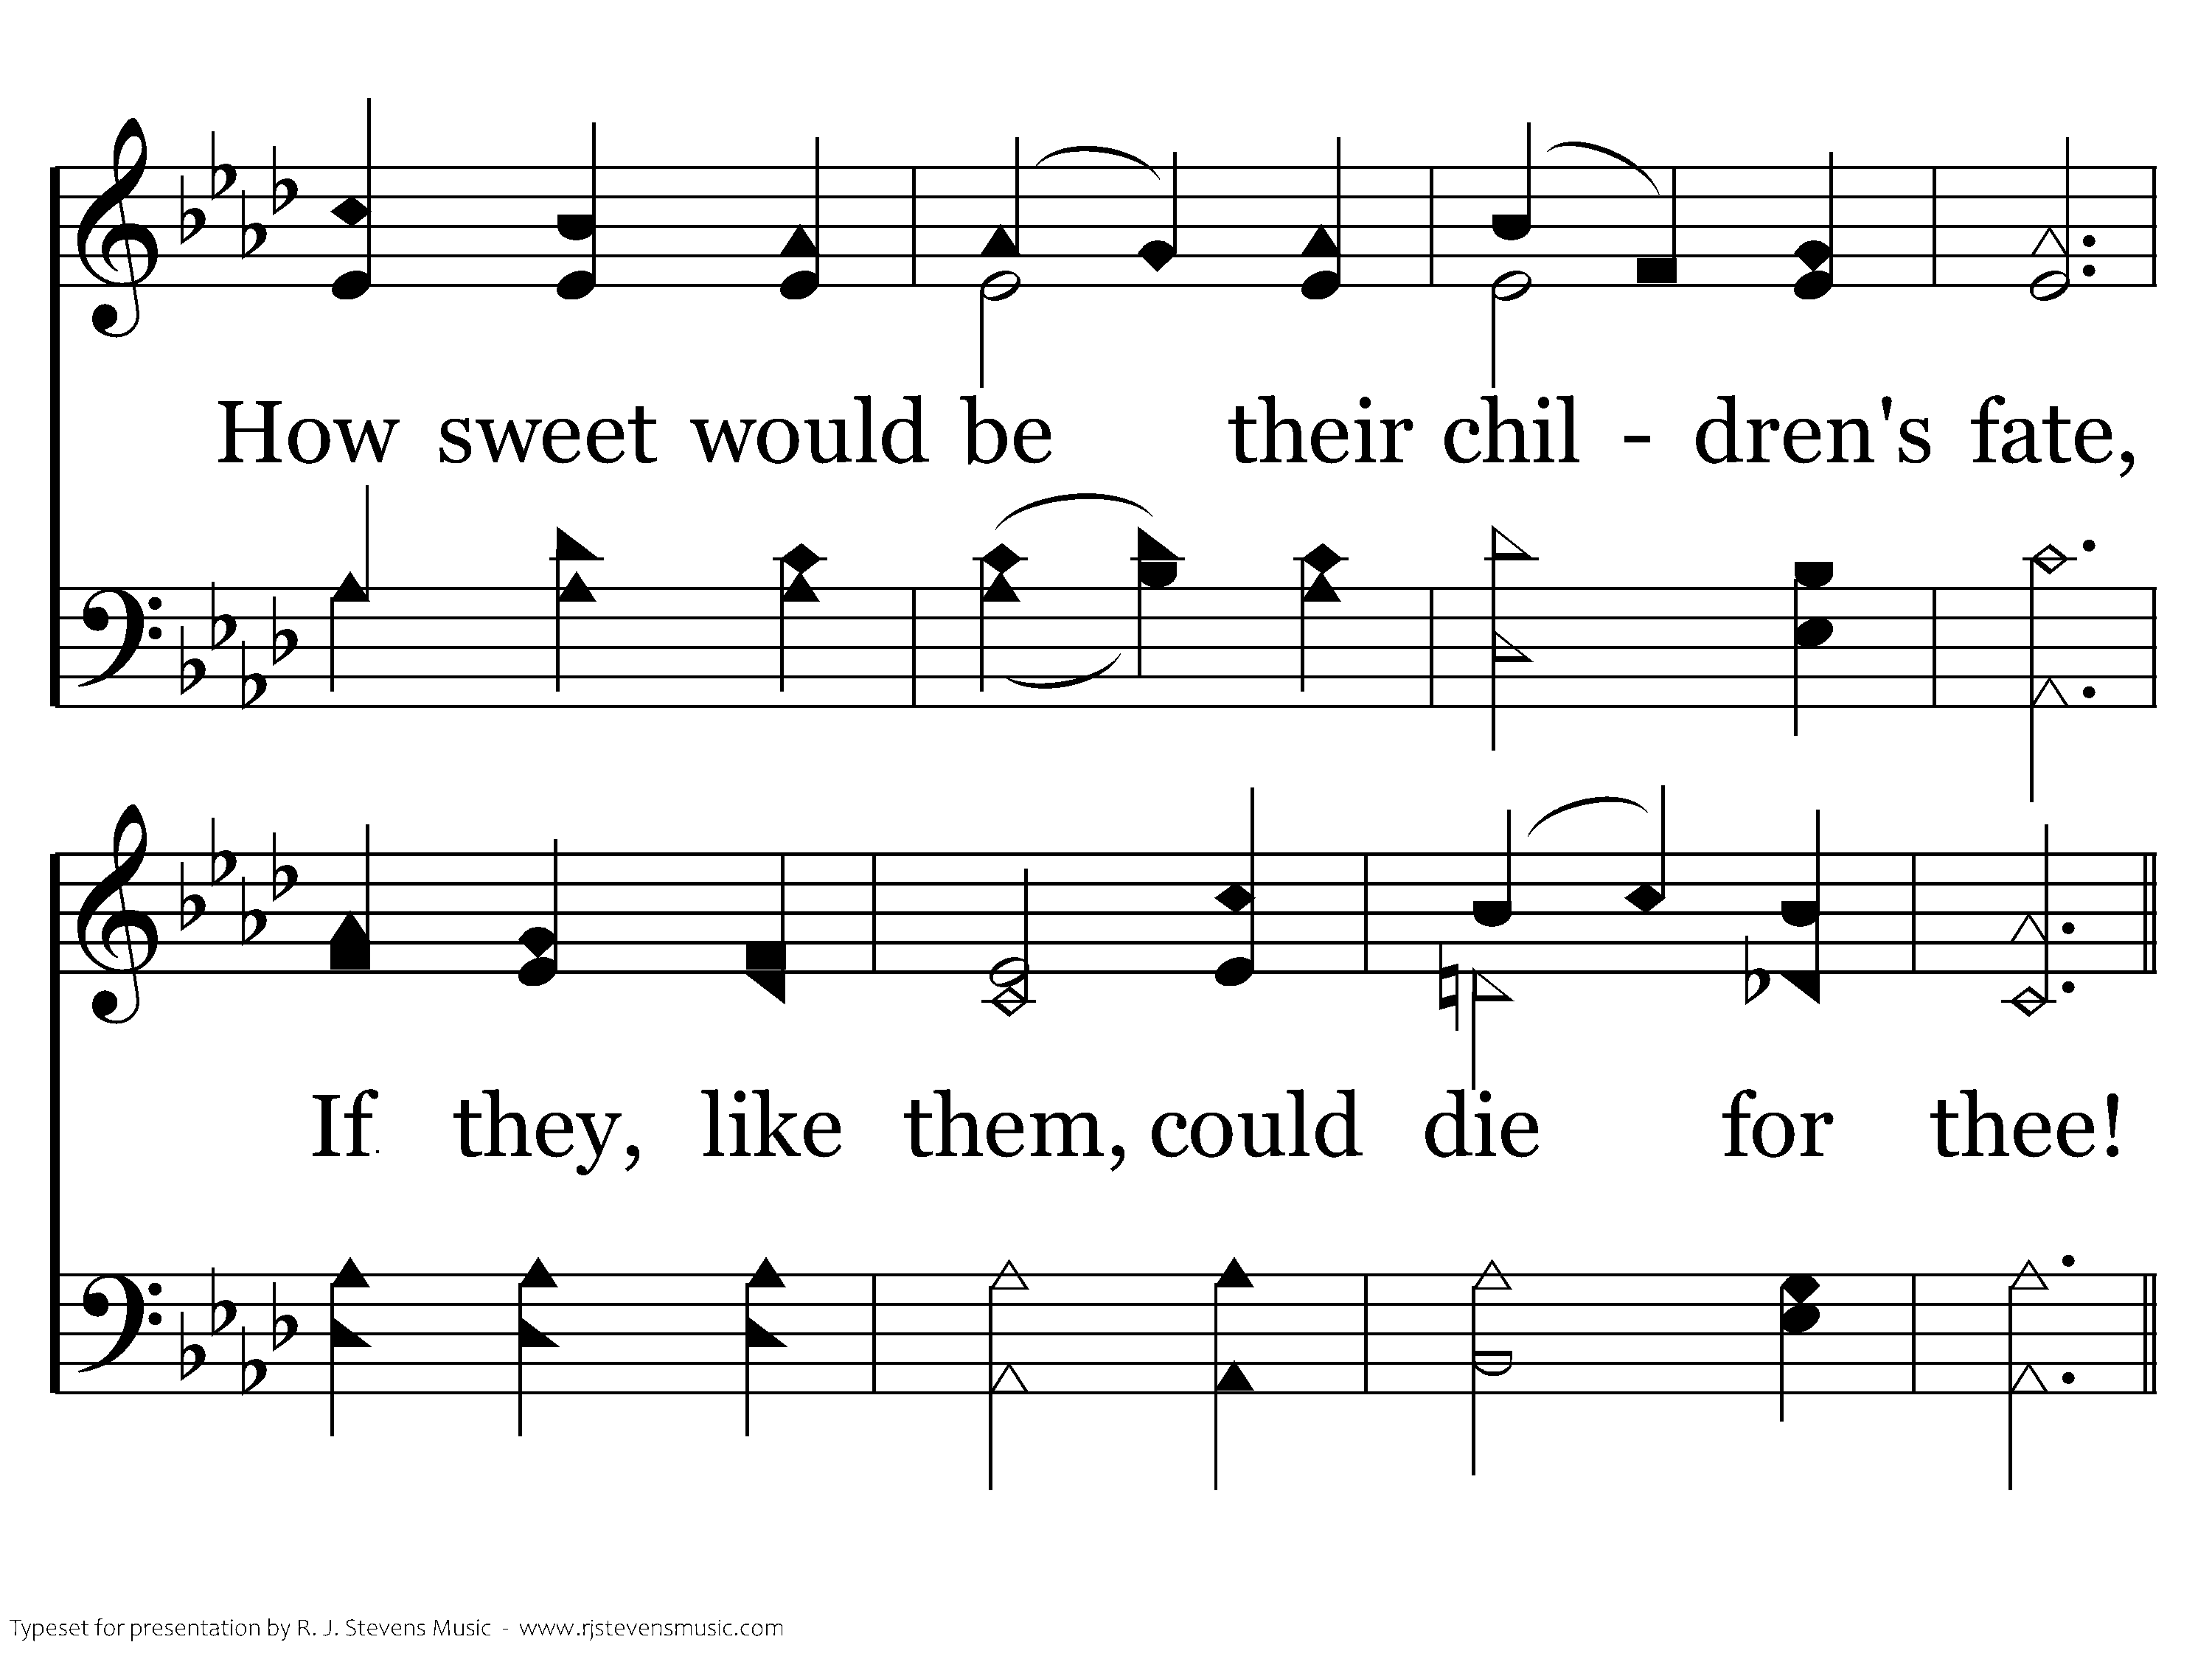 How sweet would be their chil - dren's fate,
If they, like them, could die for thee!
Typeset for presentation by R. J. Stevens Music - www.rjstevensmusic.com